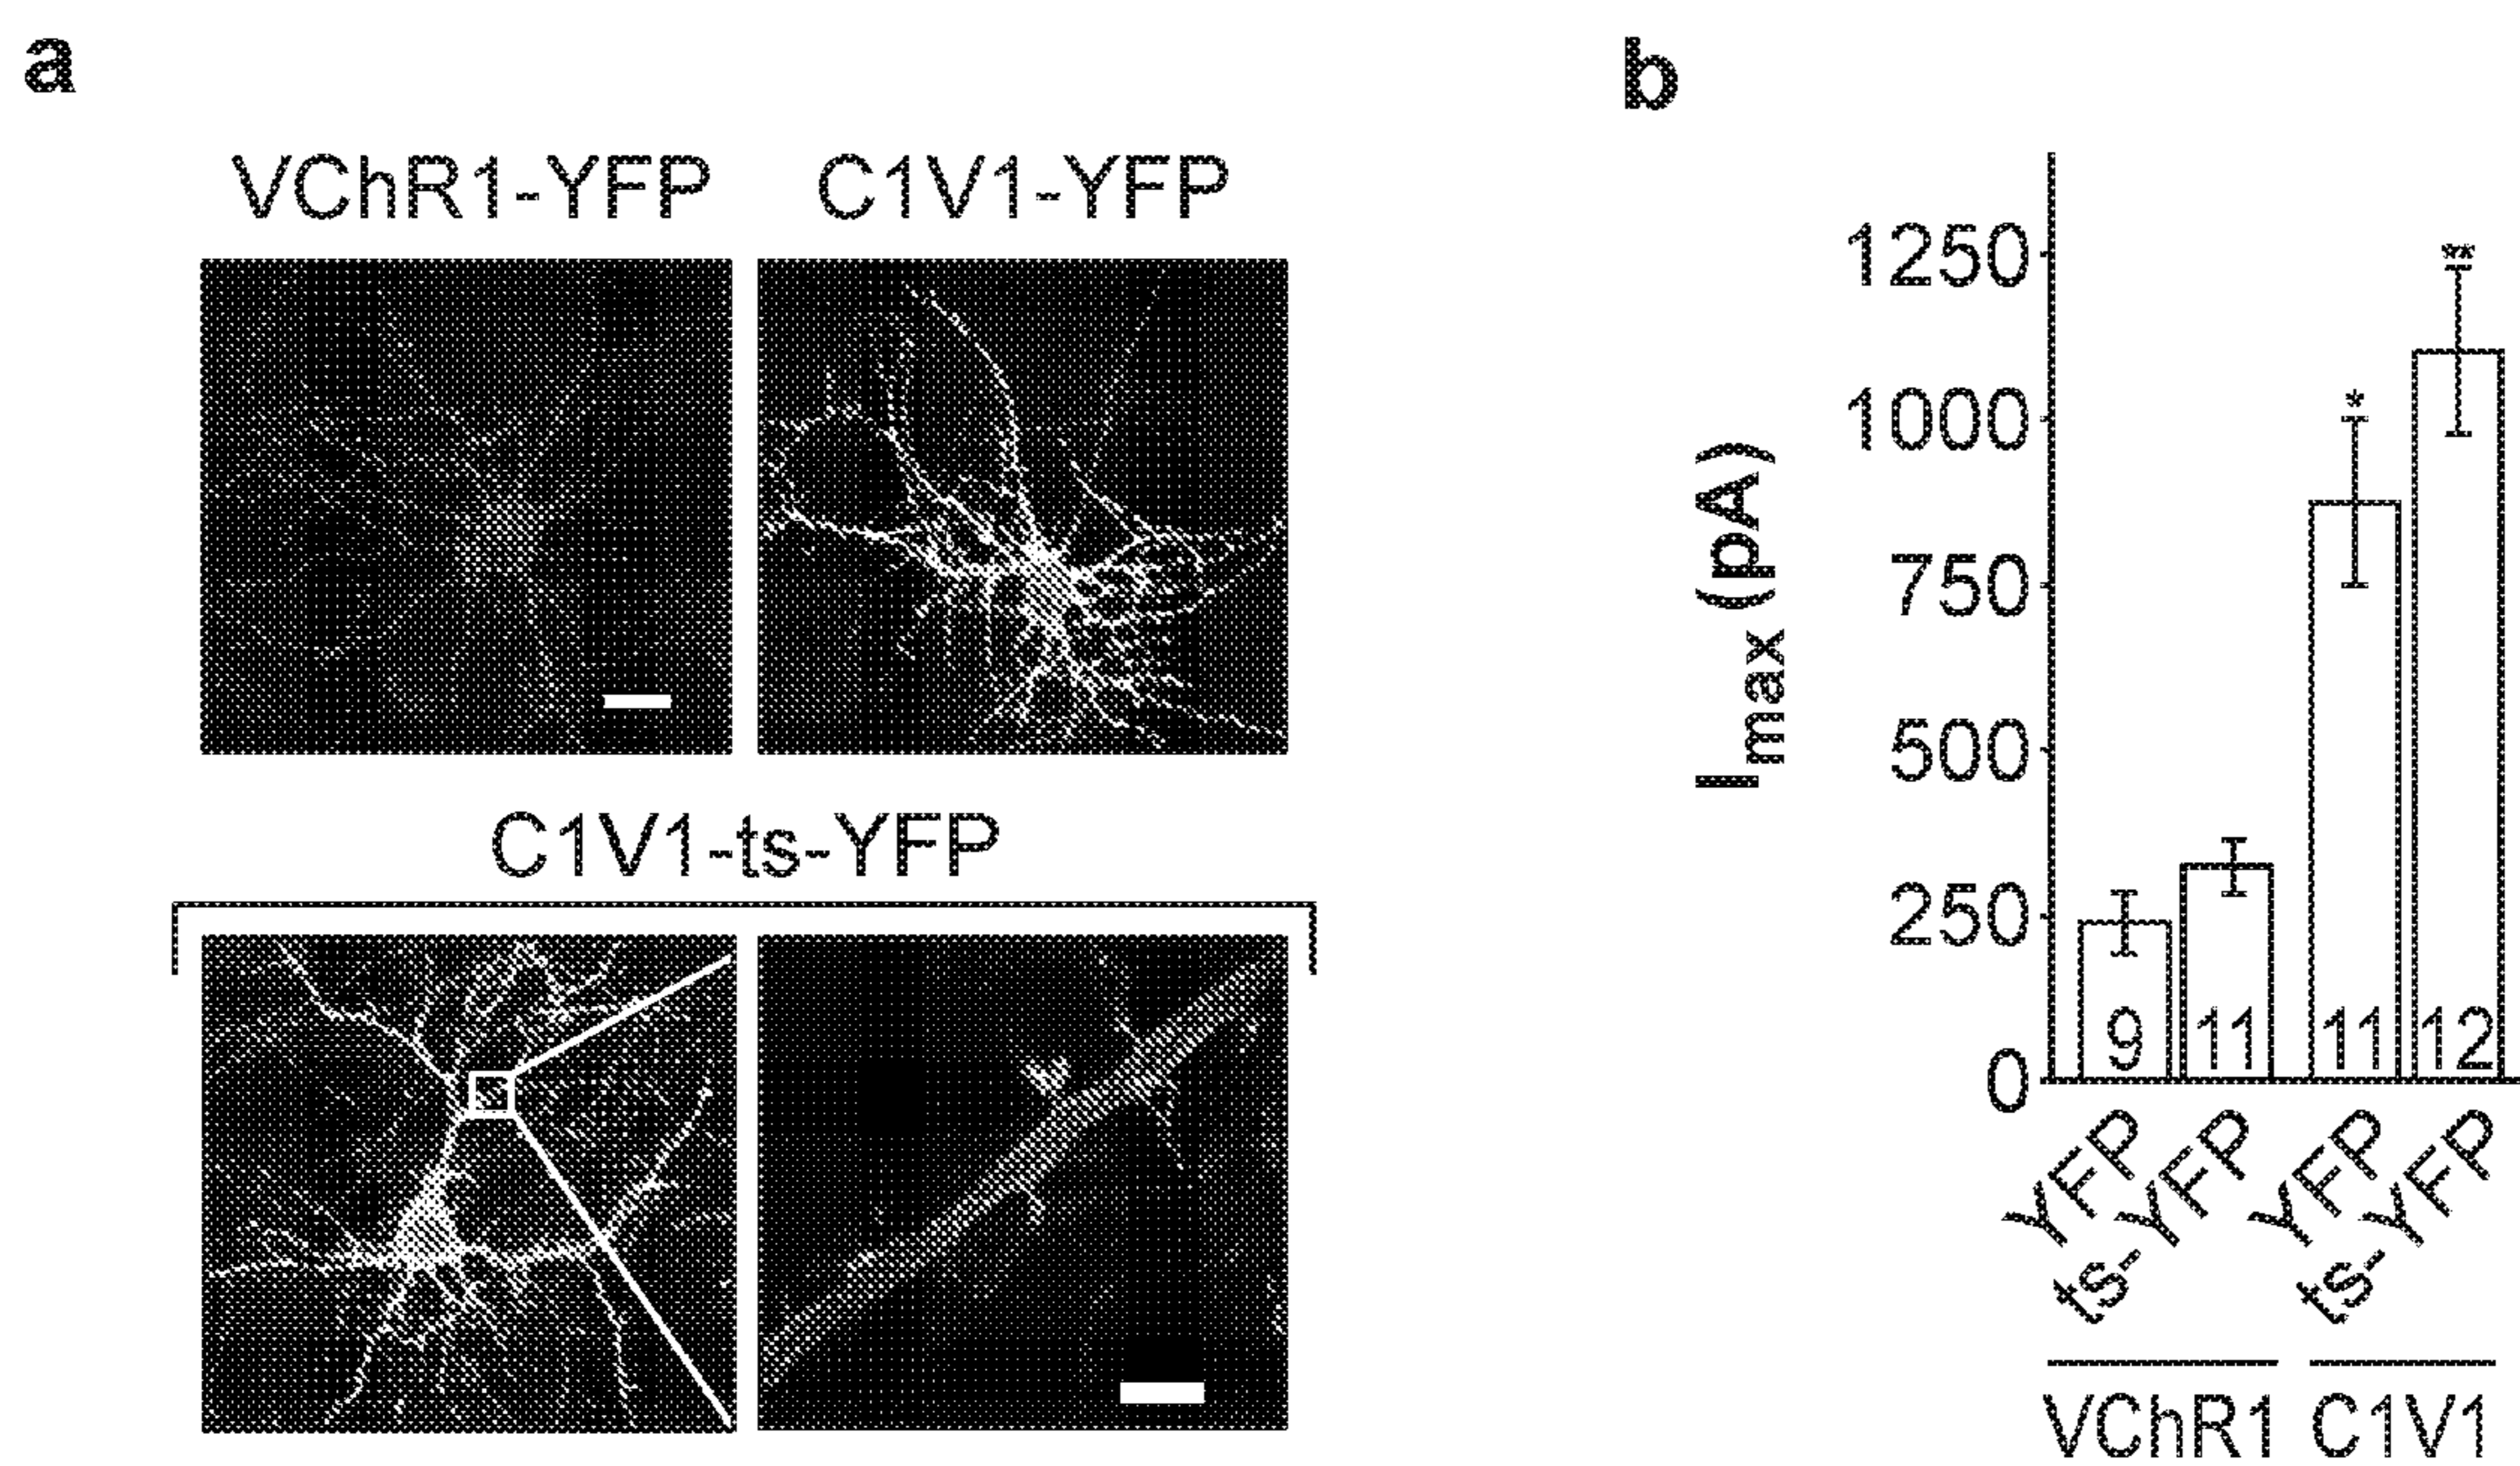 a
VChR1-YFP
C1V1-YFP
C1V1-ts-YFP
b
Imax (pA)
1250
1000
750
500
250
0
*
**
9
11
11
12
YFP
ts-YFP
YFP
ts-YFP
VChR1
C1V1